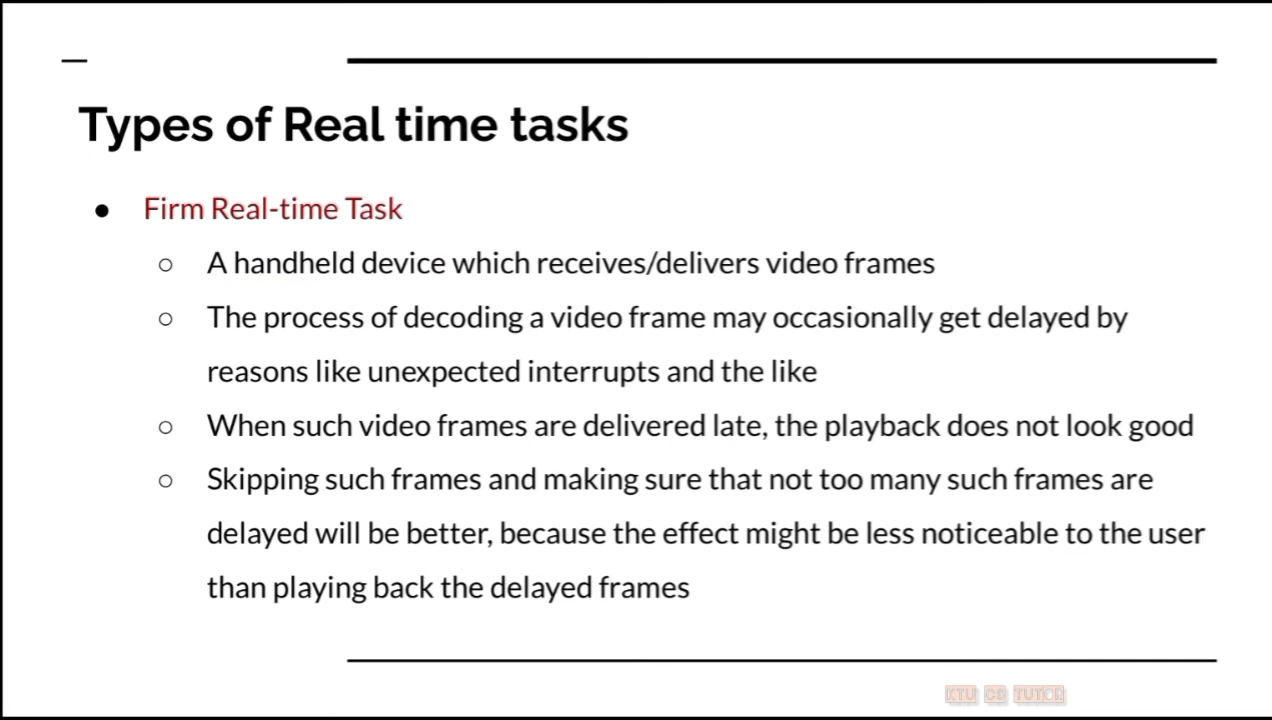 Types of Real time tasks
● Firm Real-time Task
○ A handheld device which receives/delivers video frames
○ The process of decoding a video frame may occasionally get delayed by
reasons like unexpected interrupts and the like
○ When such video frames are delivered late, the playback does not look good
○ Skipping such frames and making sure that not too many such frames are
delayed will be better, because the effect might be less noticeable to the user
than playing back the delayed frames
KTU CS TUTOR